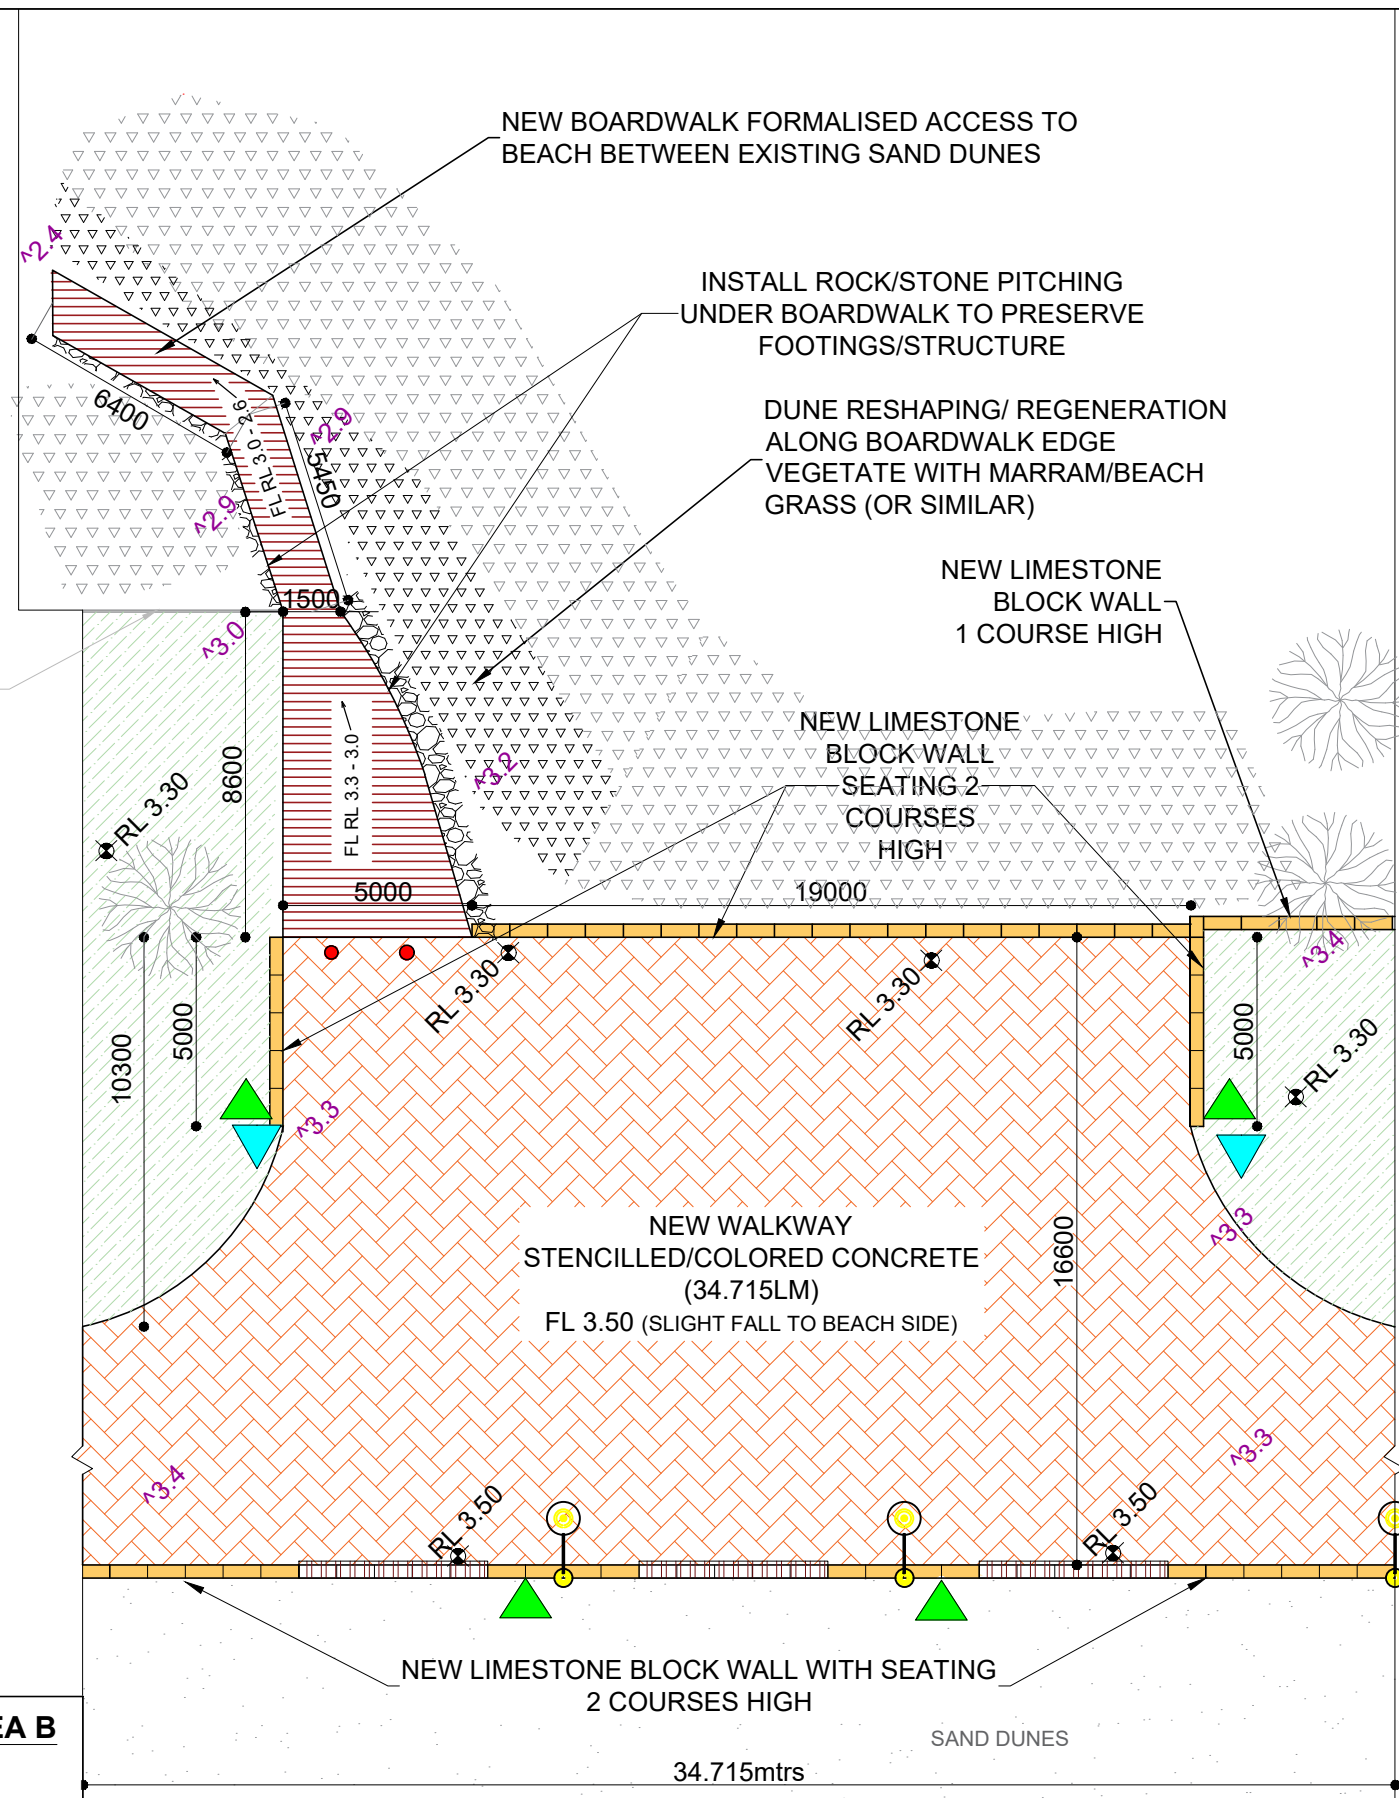 NEW BOARDWALK FORMALISED ACCESS TO
BEACH BETWEEN EXISTING SAND DUNES
^2.4
INSTALL ROCK/STONE PITCHING
UNDER BOARDWALK TO PRESERVE
FOOTINGS/STRUCTURE
6400
FL RL 3.0 - 2.6
^2.9
5450
^2.9
DUNE RESHAPING/ REGENERATION
ALONG BOARDWALK EDGE
VEGETATE WITH MARRAM/BEACH
GRASS (OR SIMILAR)
NEW LIMESTONE
BLOCK WALL
1 COURSE HIGH
1500
^3.0
8600
FL RL 3.3 - 3.0
^3.2
RL 3.30
NEW LIMESTONE
BLOCK WALL
SEATING 2
COURSES
HIGH
5000
19000
RL 3.30
RL 3.30
^3.4
10300
5000
5000
RL 3.30
^3.3
^3.3
NEW WALKWAY
STENCILLED/COLORED CONCRETE
(34.715LM)
FL 3.50 (SLIGHT FALL TO BEACH SIDE)
16600
^3.4
^3.3
RL 3.50
RL 3.50
NEW LIMESTONE BLOCK WALL WITH SEATING
2 COURSES HIGH
EA B
SAND DUNES
34.715mtrs